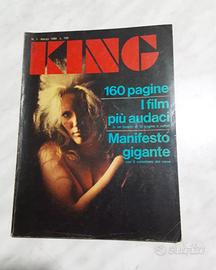 KING
160 pagine
I film
più audaci
Manifesto
gigante
subito